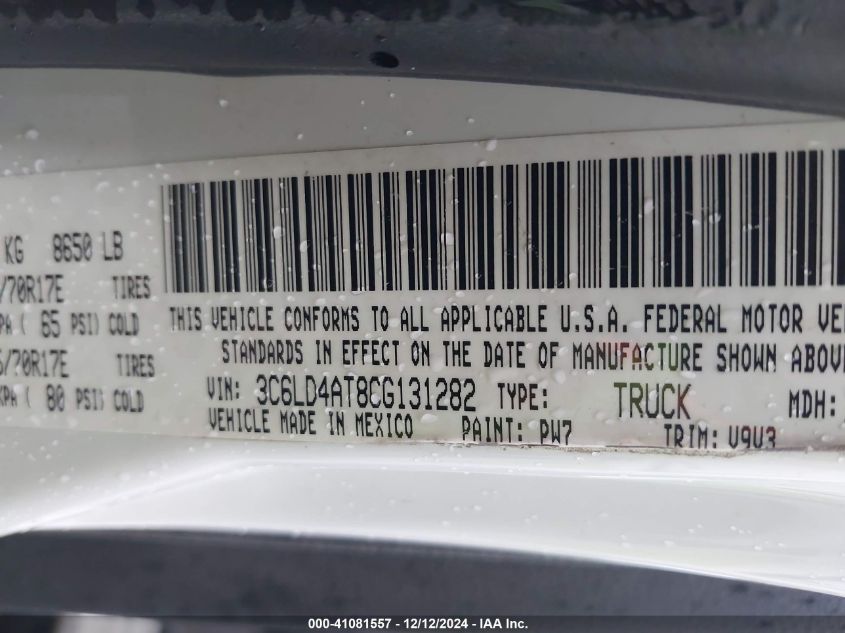 KG 8650 LB
/70R17E TIRES
PA ( 65 PSI) COLD
/70R17E TIRES
KPA ( 80 PSI) COLD
THIS VEHICLE CONFORMS TO ALL APPLICABLE U.S.A. FEDERAL MOTOR VE
STANDARDS IN EFFECT ON THE DATE OF MANUFACTURE SHOWN ABOV
VIN: 3C6LD4AT8CG131282 TYPE: TRUCK MDH:
VEHICLE MADE IN MEXICO PAINT: PW7 TRIM: V9V3
000-41081557 - 12/12/2024 - IAA Inc.